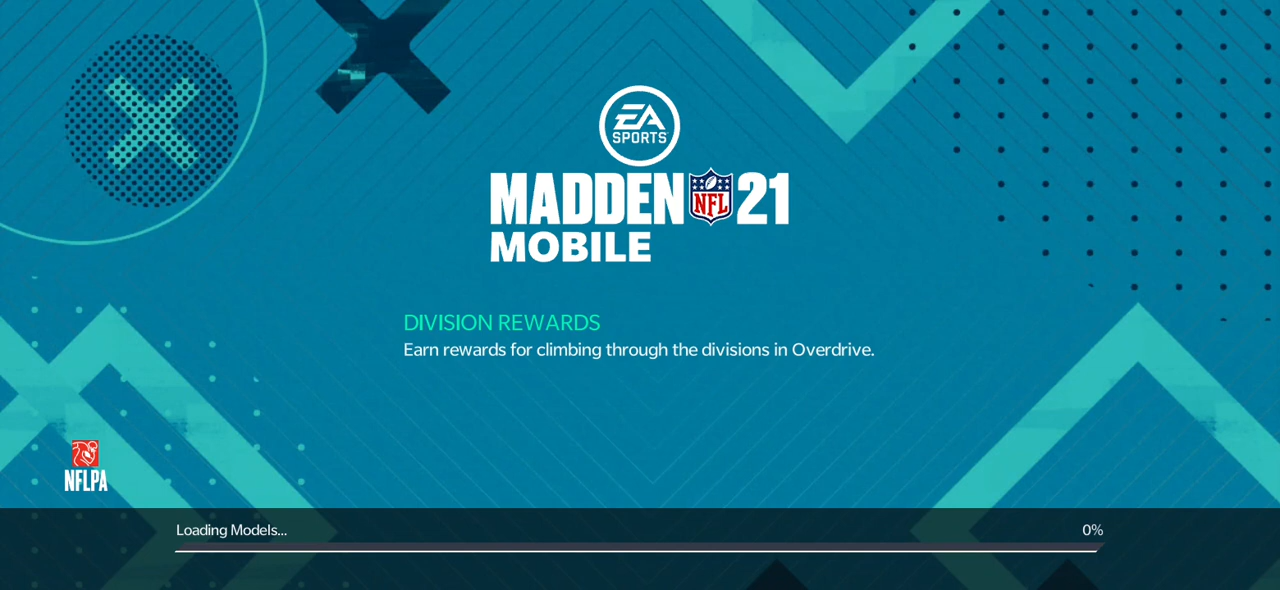 EA
SPORTS
MADDEN NFL 21
MOBILE
DIVISION REWARDS
Earn rewards for climbing through the divisions in Overdrive.
NFLPA
Loading Models... 0%